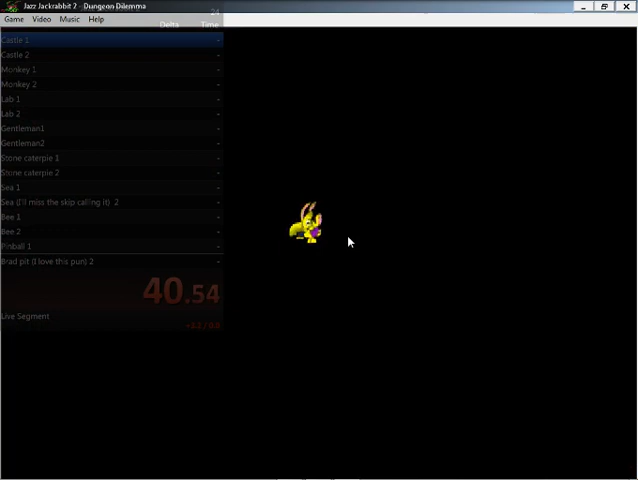 Jazz Jackrabbit 2 - Dungeon Dilemma
24
Game Video Music Help
Delta Time
Castle 1 -
Castle 2 -
Monkey 1 -
Monkey 2 -
Lab 1 -
Lab 2 -
Gentleman1 -
Gentleman2 -
Stone caterpie 1 -
Stone caterpie 2 -
Sea 1 -
Sea (I'll miss the skip calling it) 2 -
Bee 1 -
Bee 2 -
Pinball 1 -
Brad pit (I love this pun) 2 -
40.54
Live Segment